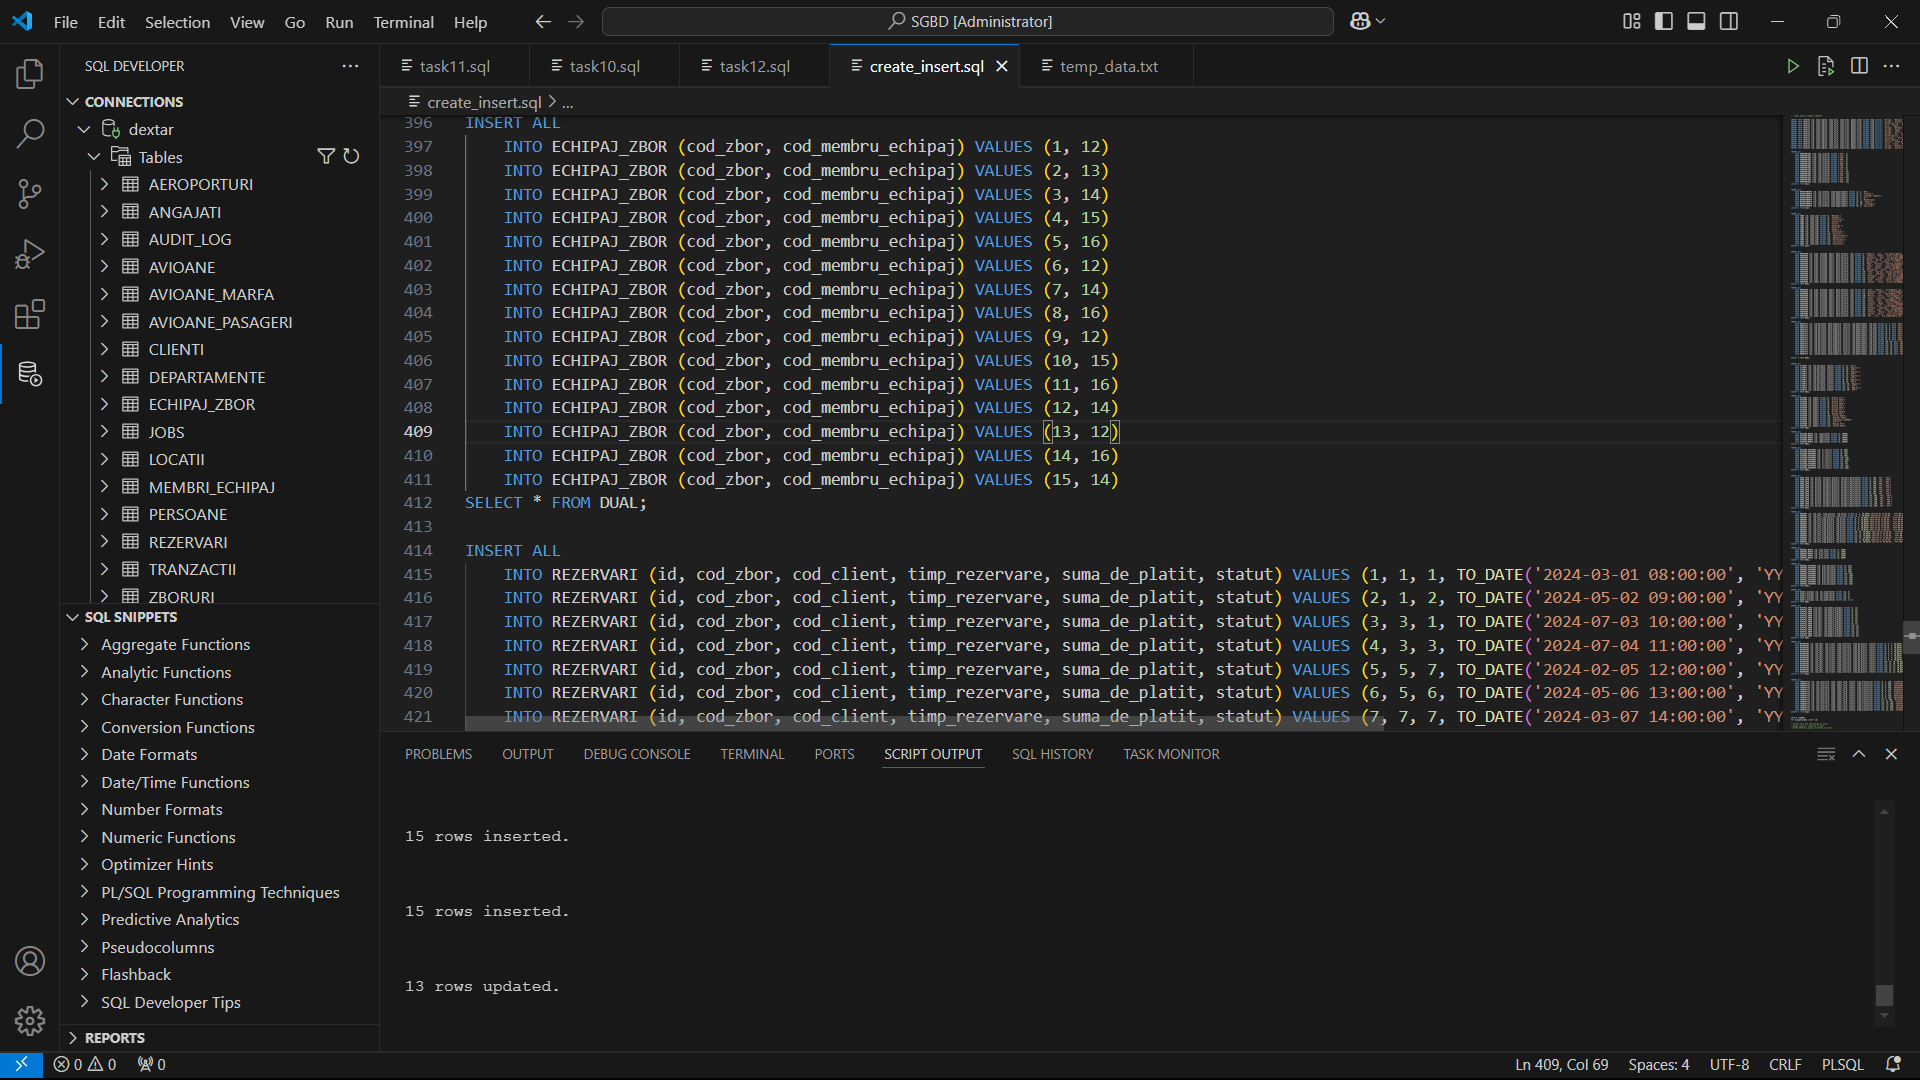 File Edit Selection View Go Run Terminal Help
SGBD [Administrator]
SQL DEVELOPER
CONNECTIONS
dextar
Tables
AEROPORTURI
ANGAJATI
AUDIT_LOG
AVIOANE
AVIOANE_MARFA
AVIOANE_PASAGERI
CLIENTI
DEPARTAMENTE
ECHIPAJ_ZBOR
JOBS
LOCATII
MEMBRI_ECHIPAJ
PERSOANE
REZERVARI
TRANZACTII
ZBORURI
SQL SNIPPETS
Aggregate Functions
Analytic Functions
Character Functions
Conversion Functions
Date Formats
Date/Time Functions
Number Formats
Numeric Functions
Optimizer Hints
PL/SQL Programming Techniques
Predictive Analytics
Pseudocolumns
Flashback
SQL Developer Tips
REPORTS
task11.sql task10.sql task12.sql create_insert.sql temp_data.txt
create_insert.sql > ...
396 INSERT ALL
397 INTO ECHIPAJ_ZBOR (cod_zbor, cod_membru_echipaj) VALUES (1, 12)
398 INTO ECHIPAJ_ZBOR (cod_zbor, cod_membru_echipaj) VALUES (2, 13)
399 INTO ECHIPAJ_ZBOR (cod_zbor, cod_membru_echipaj) VALUES (3, 14)
400 INTO ECHIPAJ_ZBOR (cod_zbor, cod_membru_echipaj) VALUES (4, 15)
401 INTO ECHIPAJ_ZBOR (cod_zbor, cod_membru_echipaj) VALUES (5, 16)
402 INTO ECHIPAJ_ZBOR (cod_zbor, cod_membru_echipaj) VALUES (6, 12)
403 INTO ECHIPAJ_ZBOR (cod_zbor, cod_membru_echipaj) VALUES (7, 14)
404 INTO ECHIPAJ_ZBOR (cod_zbor, cod_membru_echipaj) VALUES (8, 16)
405 INTO ECHIPAJ_ZBOR (cod_zbor, cod_membru_echipaj) VALUES (9, 12)
406 INTO ECHIPAJ_ZBOR (cod_zbor, cod_membru_echipaj) VALUES (10, 15)
407 INTO ECHIPAJ_ZBOR (cod_zbor, cod_membru_echipaj) VALUES (11, 16)
408 INTO ECHIPAJ_ZBOR (cod_zbor, cod_membru_echipaj) VALUES (12, 14)
409 INTO ECHIPAJ_ZBOR (cod_zbor, cod_membru_echipaj) VALUES (13, 12)
410 INTO ECHIPAJ_ZBOR (cod_zbor, cod_membru_echipaj) VALUES (14, 16)
411 INTO ECHIPAJ_ZBOR (cod_zbor, cod_membru_echipaj) VALUES (15, 14)
412 SELECT * FROM DUAL;
413
414 INSERT ALL
415 INTO REZERVARI (id, cod_zbor, cod_client, timp_rezervare, suma_de_platit, statut) VALUES (1, 1, 1, TO_DATE('2024-03-01 08:00:00', 'YY
416 INTO REZERVARI (id, cod_zbor, cod_client, timp_rezervare, suma_de_platit, statut) VALUES (2, 1, 2, TO_DATE('2024-05-02 09:00:00', 'YY
417 INTO REZERVARI (id, cod_zbor, cod_client, timp_rezervare, suma_de_platit, statut) VALUES (3, 3, 1, TO_DATE('2024-07-03 10:00:00', 'YY
418 INTO REZERVARI (id, cod_zbor, cod_client, timp_rezervare, suma_de_platit, statut) VALUES (4, 3, 3, TO_DATE('2024-07-04 11:00:00', 'YY
419 INTO REZERVARI (id, cod_zbor, cod_client, timp_rezervare, suma_de_platit, statut) VALUES (5, 5, 7, TO_DATE('2024-02-05 12:00:00', 'YY
420 INTO REZERVARI (id, cod_zbor, cod_client, timp_rezervare, suma_de_platit, statut) VALUES (6, 5, 6, TO_DATE('2024-05-06 13:00:00', 'YY
421 INTO REZERVARI (id, cod_zbor, cod_client, timp_rezervare, suma_de_platit, statut) VALUES (7, 7, 7, TO_DATE('2024-03-07 14:00:00', 'YY
PROBLEMS OUTPUT DEBUG CONSOLE TERMINAL PORTS SCRIPT OUTPUT SQL HISTORY TASK MONITOR
15 rows inserted.
15 rows inserted.
13 rows updated.
0 0 0
Ln 409, Col 69 Spaces: 4 UTF-8 CRLF PLSQL